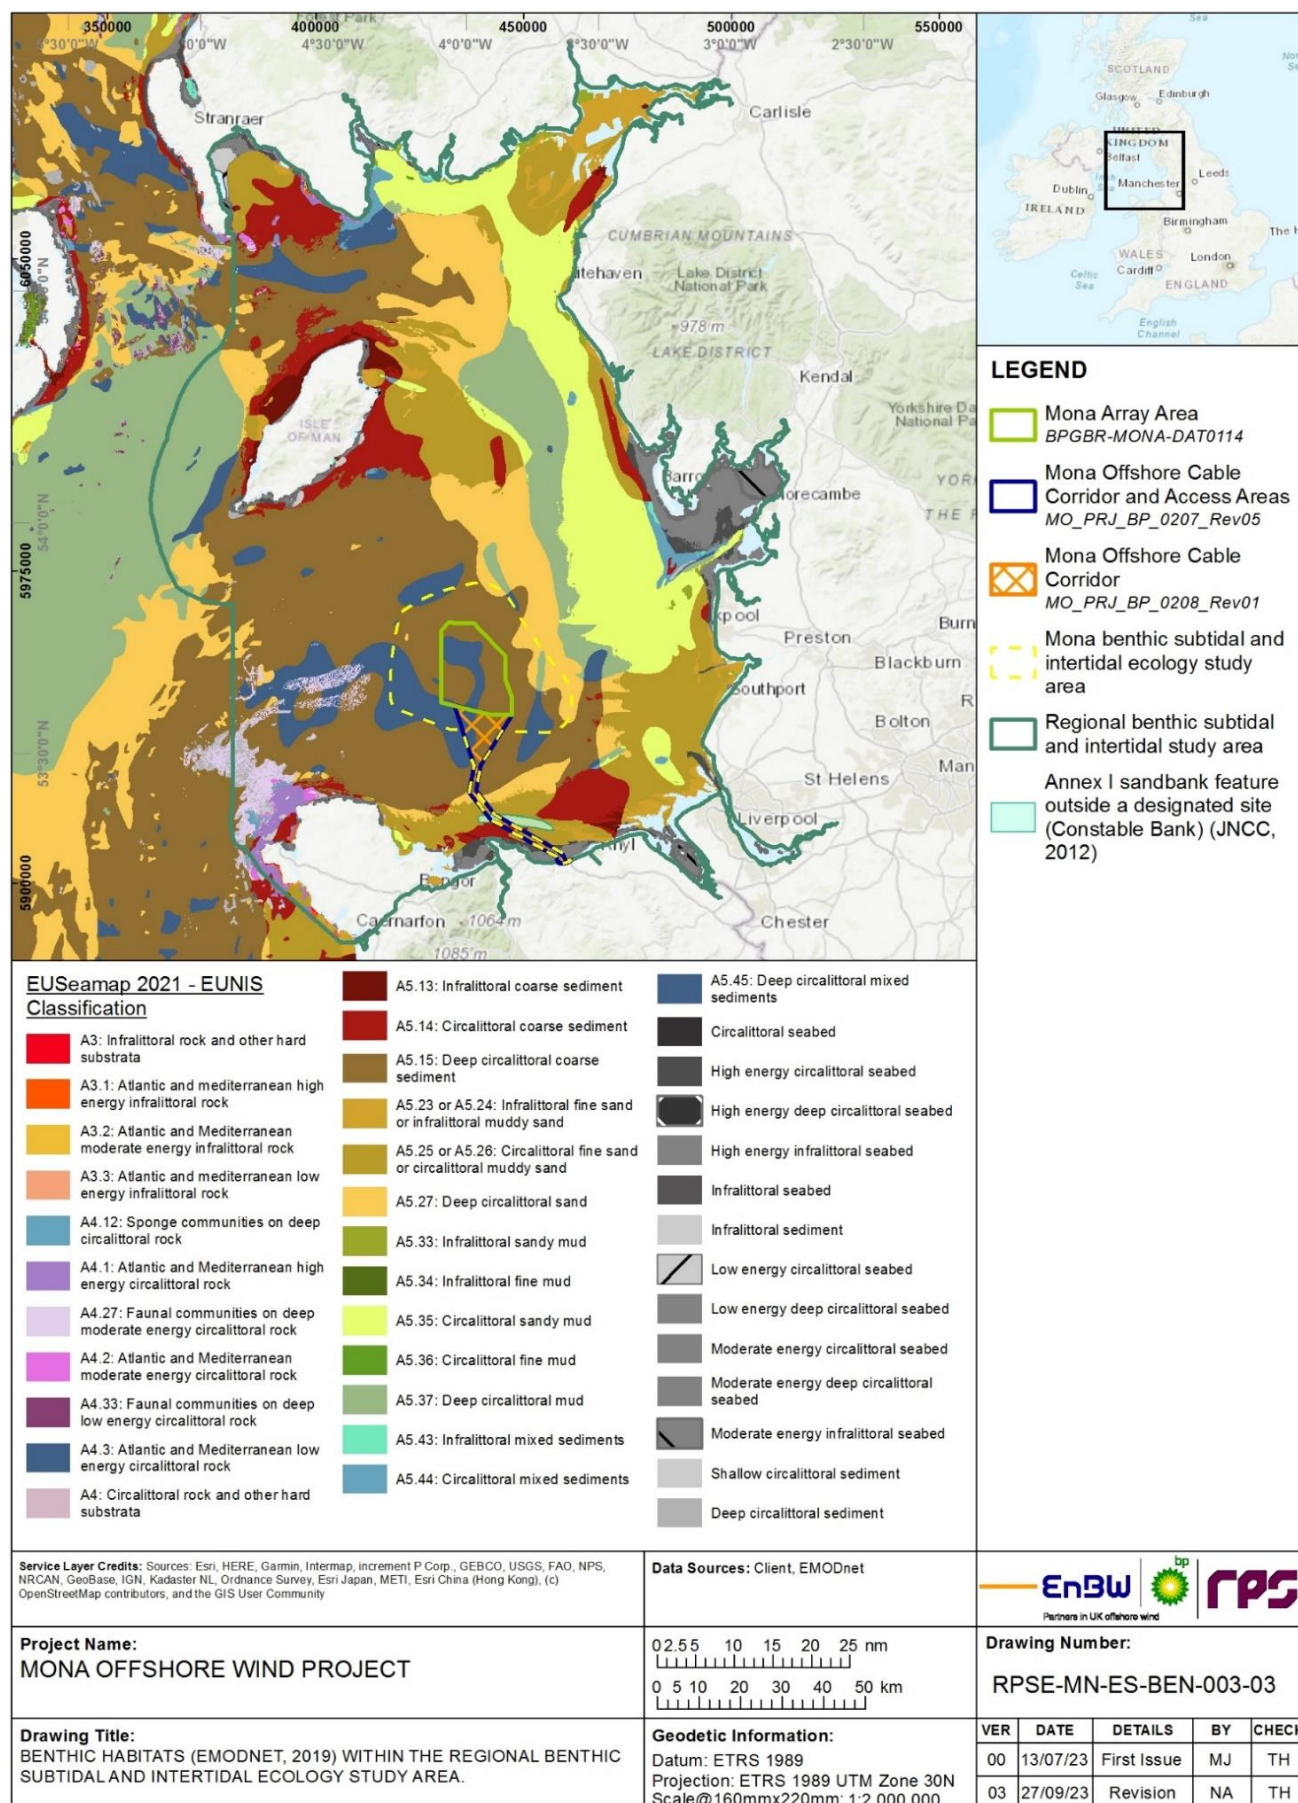 350000
400000
450000
500000
550000
4°30'0"W
4°0'0"W
3°0'0"W
2°30'0"W
Stranraer
Carlisle
CUMBRIAN MOUNTAINS
Lake District
National Park
978 m
LAKE DISTRICT
Kendal
ISLE
OF MAN
Preston
Blackburn
Southport
Bolton
St Helens
Liverpool
Bangor
Caernarfon
1064 m
1085 m
Chester
6050000
5975000
5900000
54°0'0"N
53°30'0"N
Sea
SCOTLAND
Glasgow
Edinburgh
UNITED
KINGDOM
Belfast
Leeds
Dublin
Manchester
IRELAND
Birmingham
WALES
Cardiff
London
ENGLAND
Celtic
Sea
English
Channel
LEGEND
Mona Array Area
BPGBR-MONA-DAT0114
Mona Offshore Cable
Corridor and Access Areas
MO_PRJ_BP_0207_Rev05
Mona Offshore Cable
Corridor
MO_PRJ_BP_0208_Rev01
Mona benthic subtidal and
intertidal ecology study
area
Regional benthic subtidal
and intertidal study area
Annex I sandbank feature
outside a designated site
(Constable Bank) (JNCC,
2012)
EUSeamap 2021 - EUNIS
Classification
A3: Infralittoral rock and other hard
substrata
A3.1: Atlantic and mediterranean high
energy infralittoral rock
A3.2: Atlantic and Mediterranean
moderate energy infralittoral rock
A3.3: Atlantic and mediterranean low
energy infralittoral rock
A4.12: Sponge communities on deep
circalittoral rock
A4.1: Atlantic and Mediterranean high
energy circalittoral rock
A4.27: Faunal communities on deep
moderate energy circalittoral rock
A4.2: Atlantic and Mediterranean
moderate energy circalittoral rock
A4.33: Faunal communities on deep
low energy circalittoral rock
A4.3: Atlantic and Mediterranean low
energy circalittoral rock
A4: Circalittoral rock and other hard
substrata
A5.13: Infralittoral coarse sediment
A5.14: Circalittoral coarse sediment
A5.15: Deep circalittoral coarse
sediment
A5.23 or A5.24: Infralittoral fine sand
or infralittoral muddy sand
A5.25 or A5.26: Circalittoral fine sand
or circalittoral muddy sand
A5.27: Deep circalittoral sand
A5.33: Infralittoral sandy mud
A5.34: Infralittoral fine mud
A5.35: Circalittoral sandy mud
A5.36: Circalittoral fine mud
A5.37: Deep circalittoral mud
A5.43: Infralittoral mixed sediments
A5.44: Circalittoral mixed sediments
A5.45: Deep circalittoral mixed
sediments
Circalittoral seabed
High energy circalittoral seabed
High energy deep circalittoral seabed
High energy infralittoral seabed
Infralittoral seabed
Infralittoral sediment
Low energy circalittoral seabed
Low energy deep circalittoral seabed
Moderate energy circalittoral seabed
Moderate energy deep circalittoral
seabed
Moderate energy infralittoral seabed
Shallow circalittoral sediment
Deep circalittoral sediment
Service Layer Credits: Sources: Esri, HERE, Garmin, Intermap, increment P Corp., GEBCO, USGS, FAO, NPS,
NRCAN, GeoBase, IGN, Kadaster NL, Ordnance Survey, Esri Japan, METI, Esri China (Hong Kong), (c)
OpenStreetMap contributors, and the GIS User Community
Data Sources: Client, EMODnet
EnBW
bp
rps
Partners in UK offshore wind
Project Name:
MONA OFFSHORE WIND PROJECT
0 2.5 5 10 15 20 25 nm
0 5 10 20 30 40 50 km
Drawing Number:
RPSE-MN-ES-BEN-003-03
Drawing Title:
BENTHIC HABITATS (EMODNET, 2019) WITHIN THE REGIONAL BENTHIC
SUBTIDAL AND INTERTIDAL ECOLOGY STUDY AREA.
Geodetic Information:
Datum: ETRS 1989
Projection: ETRS 1989 UTM Zone 30N
Scale@160mmx220mm: 1:2,000,000
VER DATE DETAILS BY CHECK
00 13/07/23 First Issue MJ TH
03 27/09/23 Revision NA TH